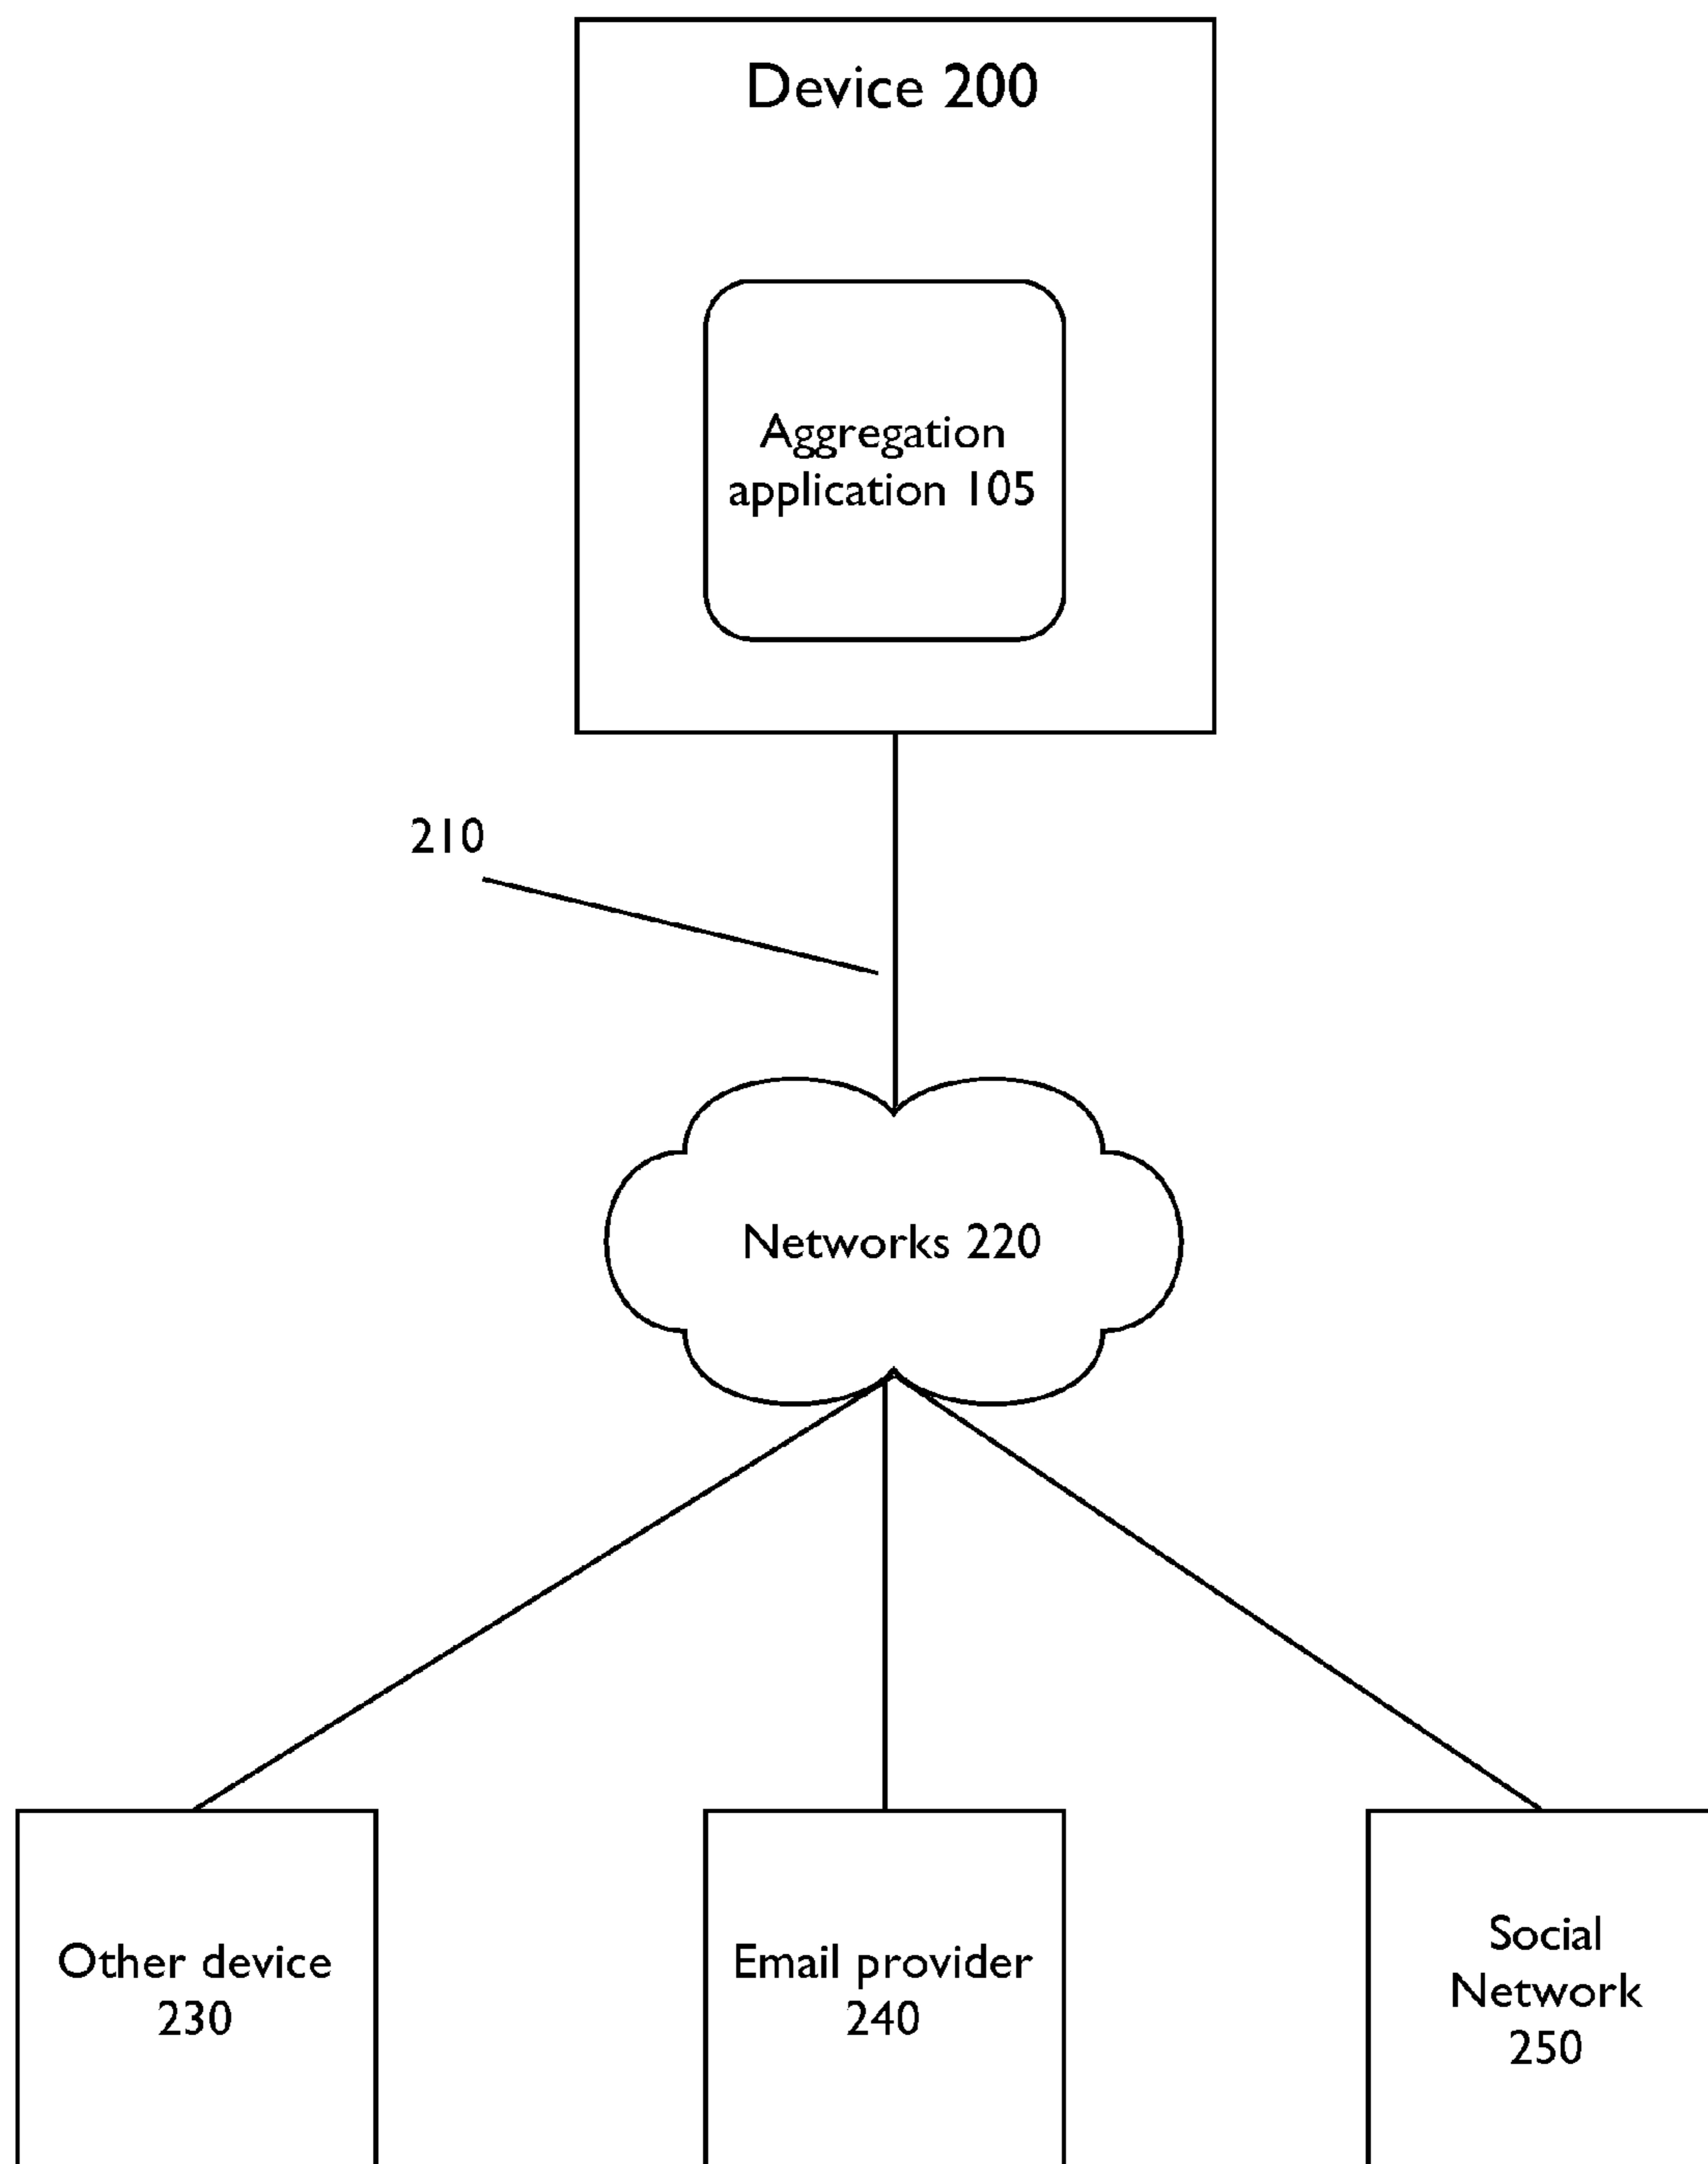 Device 200
Aggregation
application 105
210
Networks 220
Other device
230
Email provider
240
Social
Network
250